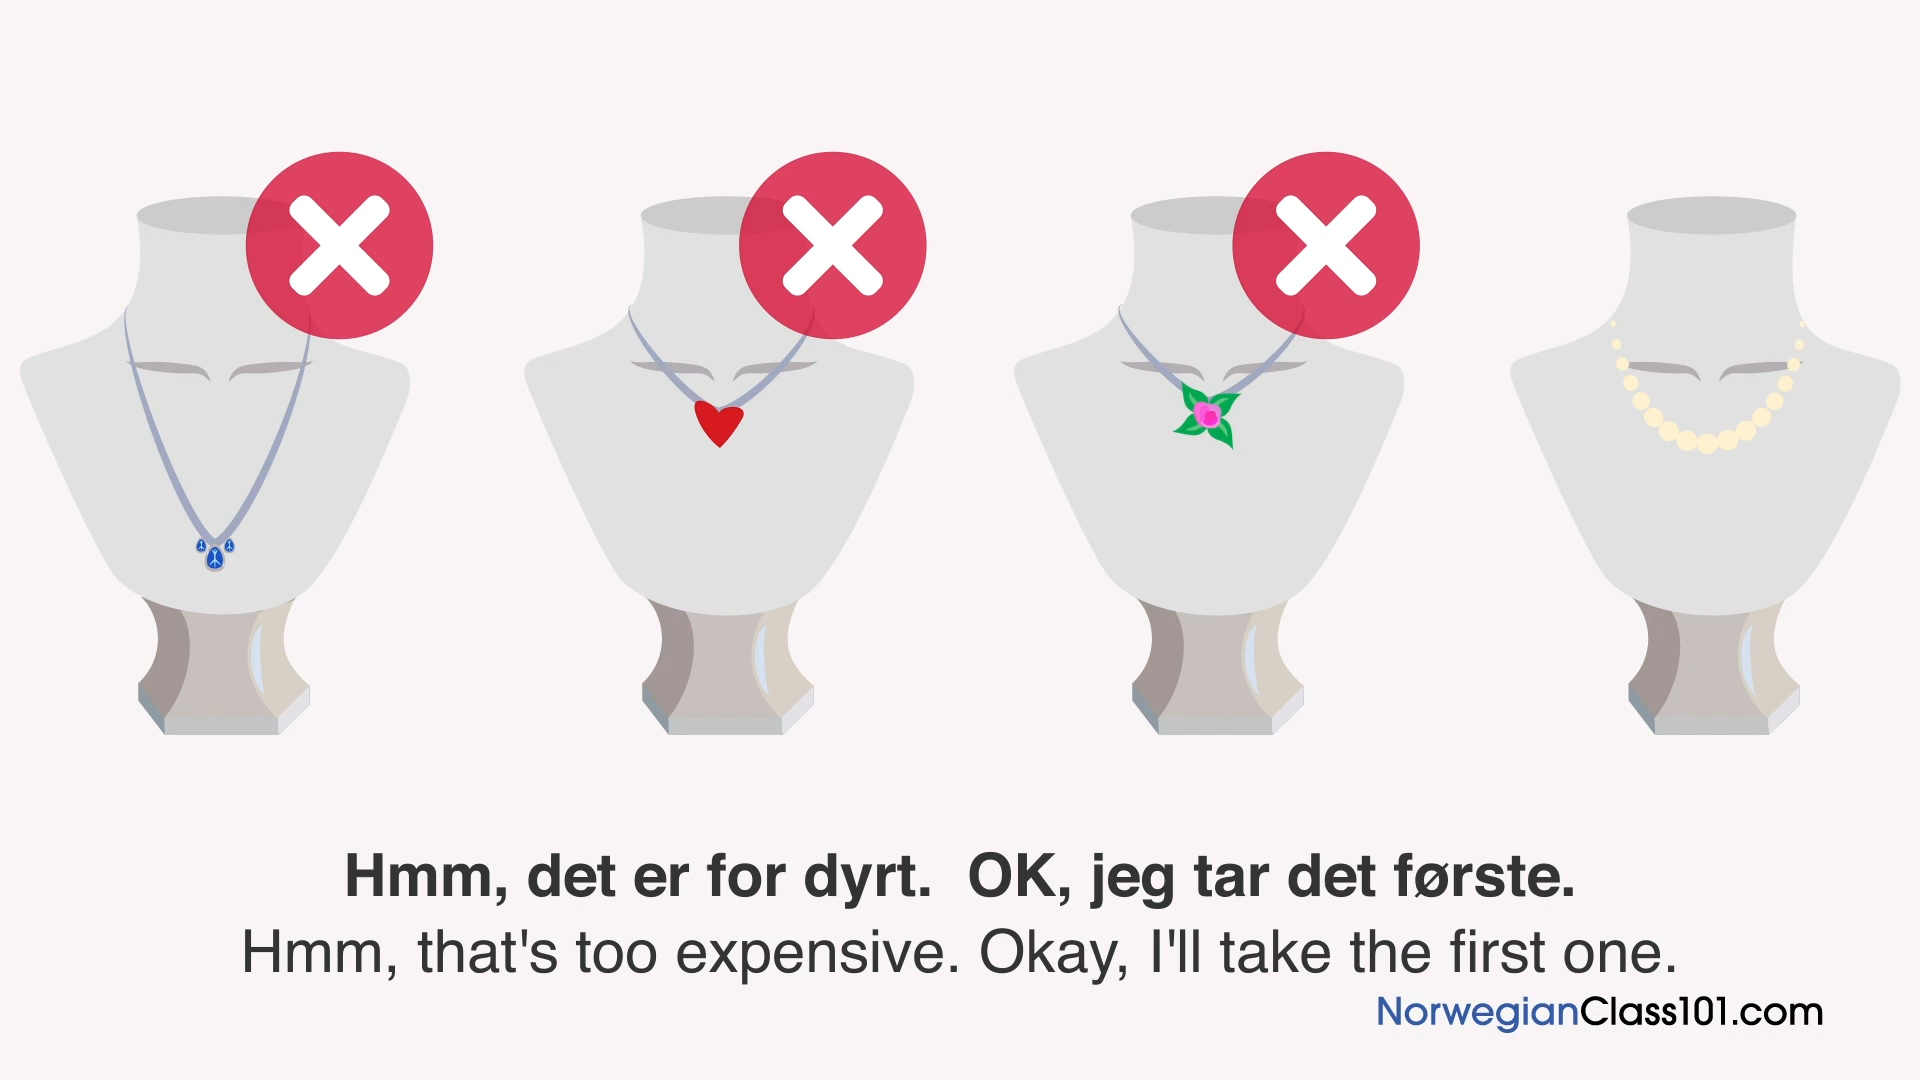 Hmm, det er for dyrt. OK, jeg tar det første.
Hmm, that's too expensive. Okay, I'll take the first one.
NorwegianClass101.com